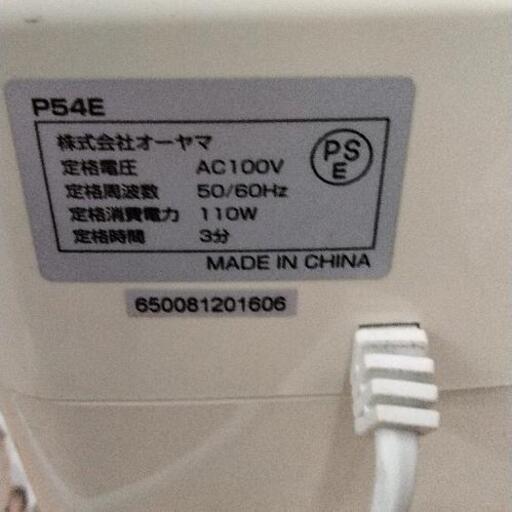 P54E
株式会社オーヤマ
定格電圧 AC100V
定格周波数 50/60Hz
定格消費電力 110W
定格時間 3分
PS
E
MADE IN CHINA
650081201606